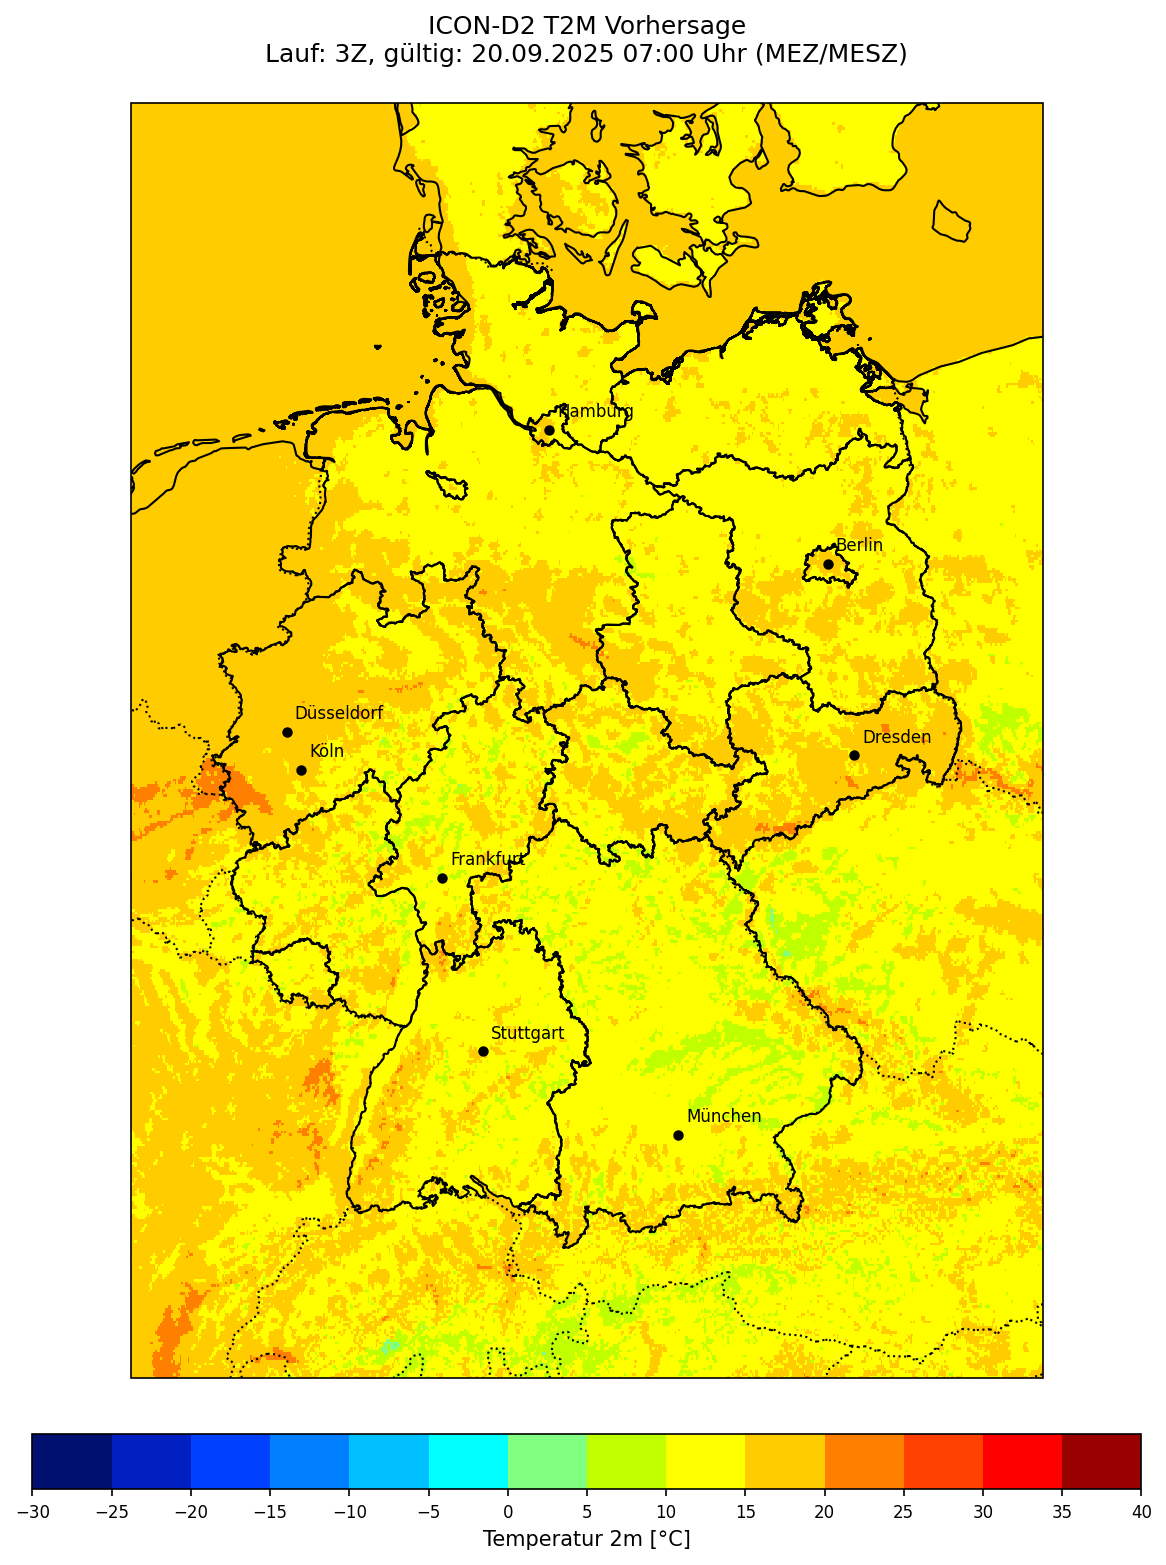 ICON-D2 T2M Vorhersage
Lauf: 3Z, gültig: 20.09.2025 07:00 Uhr (MEZ/MESZ)
Hamburg
Berlin
Düsseldorf
Dresden
Köln
Frankfurt
Stuttgart
München
−30 −25 −20 −15 −10 −5 0 5 10 15 20 25 30 35 40
Temperatur 2m [°C]